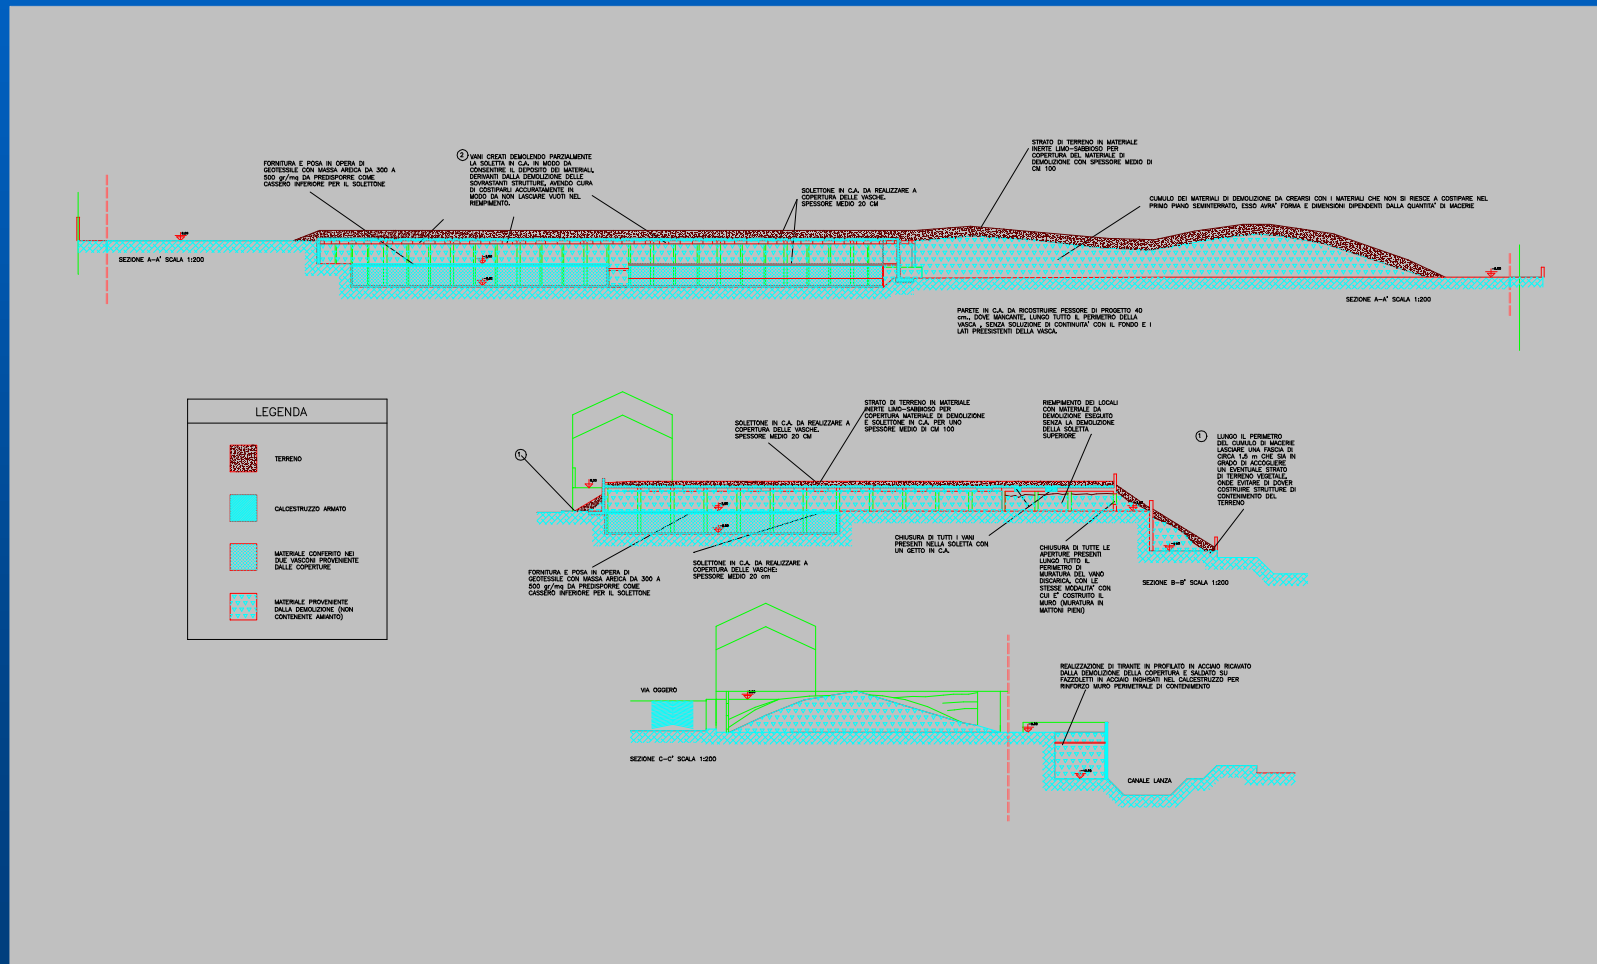 FORNITURA E POSA IN OPERA DI
GEOTESSILE CON MASSA AREICA DA 300 A
500 gr/mq DA PREDISPORRE COME
CASSERO INFERIORE PER IL SOLETTONE
2
VANI CREATI DEMOLENDO PARZIALMENTE
LA SOLETTA IN C.A. IN MODO DA
CONSENTIRE IL DEPOSITO DEI MATERIALI,
DERIVANTI DALLA DEMOLIZIONE DELLE
SOVRASTANTI STRUTTURE, AVENDO CURA
DI COSTIPARLI ACCURATAMENTE IN
MODO DA NON LASCIARE VUOTI NEL
RIEMPIMENTO.
SOLETTONE IN C.A. DA REALIZZARE A
COPERTURA DELLE VASCHE.
SPESSORE MEDIO 20 CM
STRATO DI TERRENO IN MATERIALE
INERTE LIMO-SABBIOSO PER
COPERTURA DEL MATERIALE DI
DEMOLIZIONE CON SPESSORE MEDIO DI
CM 100
CUMULO DEI MATERIALI DI DEMOLIZIONE DA CREARSI CON I MATERIALI CHE NON SI RIESCE A COSTIPARE NEL
PRIMO PIANO SEMINTERRATO, ESSO AVRA' FORMA E DIMENSIONI DIPENDENTI DALLA QUANTITA' DI MACERIE
SEZIONE A-A' SCALA 1:200
SEZIONE A-A' SCALA 1:200
PARETE IN C.A. DA RICOSTRUIRE PESSORE DI PROGETTO 40
cm., DOVE MANCANTE, LUNGO TUTTO IL PERIMETRO DELLA
VASCA , SENZA SOLUZIONE DI CONTINUITA' CON IL FONDO E I
LATI PREESISTENTI DELLA VASCA.
LEGENDA
TERRENO
CALCESTRUZZO ARMATO
MATERIALE CONFERITO NEI
DUE VASCONI PROVENIENTE
DALLE COPERTURE
MATERIALE PROVENIENTE
DALLA DEMOLIZIONE (NON
CONTENENTE AMIANTO)
1
SOLETTONE IN C.A. DA REALIZZARE A
COPERTURA DELLE VASCHE.
SPESSORE MEDIO 20 CM
STRATO DI TERRENO IN MATERIALE
INERTE LIMO-SABBIOSO PER
COPERTURA MATERIALE DI DEMOLIZIONE
E SOLETTONE IN C.A. PER UNO
SPESSORE MEDIO DI CM 100
RIEMPIMENTO DEI LOCALI
CON MATERIALE DA
DEMOLIZIONE ESEGUITO
SENZA LA DEMOLIZIONE
DELLA SOLETTA
SUPERIORE
1
LUNGO IL PERIMETRO
DEL CUMULO DI MACERIE
LASCIARE UNA FASCIA DI
CIRCA 1,5 m CHE SIA IN
GRADO DI ACCOGLIERE
UN EVENTUALE STRATO
DI TERRENO VEGETALE,
ONDE EVITARE DI DOVER
COSTRUIRE STRUTTURE DI
CONTENIMENTO DEL
TERRENO
FORNITURA E POSA IN OPERA DI
GEOTESSILE CON MASSA AREICA DA 300 A
500 gr/mq DA PREDISPORRE COME
CASSERO INFERIORE PER IL SOLETTONE
SOLETTONE IN C.A. DA REALIZZARE A
COPERTURA DELLE VASCHE:
SPESSORE MEDIO 20 cm
CHIUSURA DI TUTTI I VANI
PRESENTI NELLA SOLETTA CON
UN GETTO IN C.A.
CHIUSURA DI TUTTE LE
APERTURE PRESENTI
LUNGO TUTTO IL
PERIMETRO DI
MURATURA DEL VANO
DISCARICA, CON LE
STESSE MODALITA' CON
CUI E' COSTRUITO IL
MURO (MURATURA IN
MATTONI PIENI)
SEZIONE B-B' SCALA 1:200
VIA OGGERO
SEZIONE C-C' SCALA 1:200
REALIZZAZIONE DI TIRANTE IN PROFILATO IN ACCIAIO RICAVATO
DALLA DEMOLIZIONE DELLA COPERTURA E SALDATO SU
FAZZOLETTI IN ACCIAIO INGHISATI NEL CALCESTRUZZO PER
RINFORZO MURO PERIMETRALE DI CONTENIMENTO
CANALE LANZA